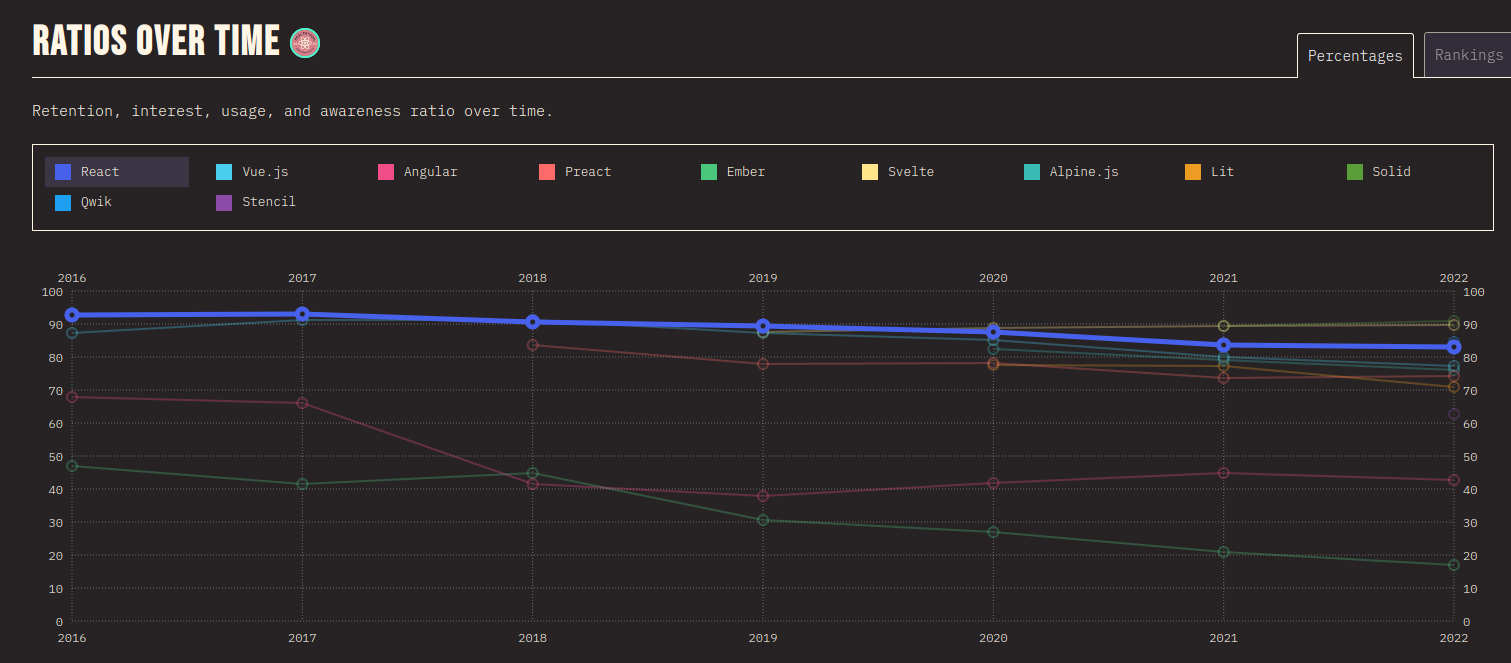 RATIOS OVER TIME
Percentages Rankings
Retention, interest, usage, and awareness ratio over time.
React Vue.js Angular Preact Ember Svelte Alpine.js Lit Solid
Qwik Stencil
2016 2017 2018 2019 2020 2021 2022
100 100
90 90
80 80
70 70
60 60
50 50
40 40
30 30
20 20
10 10
0 0
2016 2017 2018 2019 2020 2021 2022